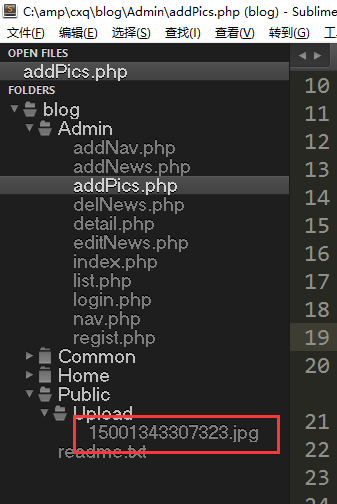 C:\amp\cxq\blog\Admin\addPics.php (blog) - Sublime
文件(F) 编辑(E) 选择(S) 查找(I) 查看(V) 转到(G) 工
OPEN FILES
addPics.php
FOLDERS
blog
Admin
addNav.php
addNews.php
addPics.php
delNews.php
detail.php
editNews.php
index.php
list.php
login.php
nav.php
regist.php
Common
Home
Public
Upload
15001343307323.jpg
readme.txt
10
11
12
13
14
15
16
17
18
19
20
21
22
23
24